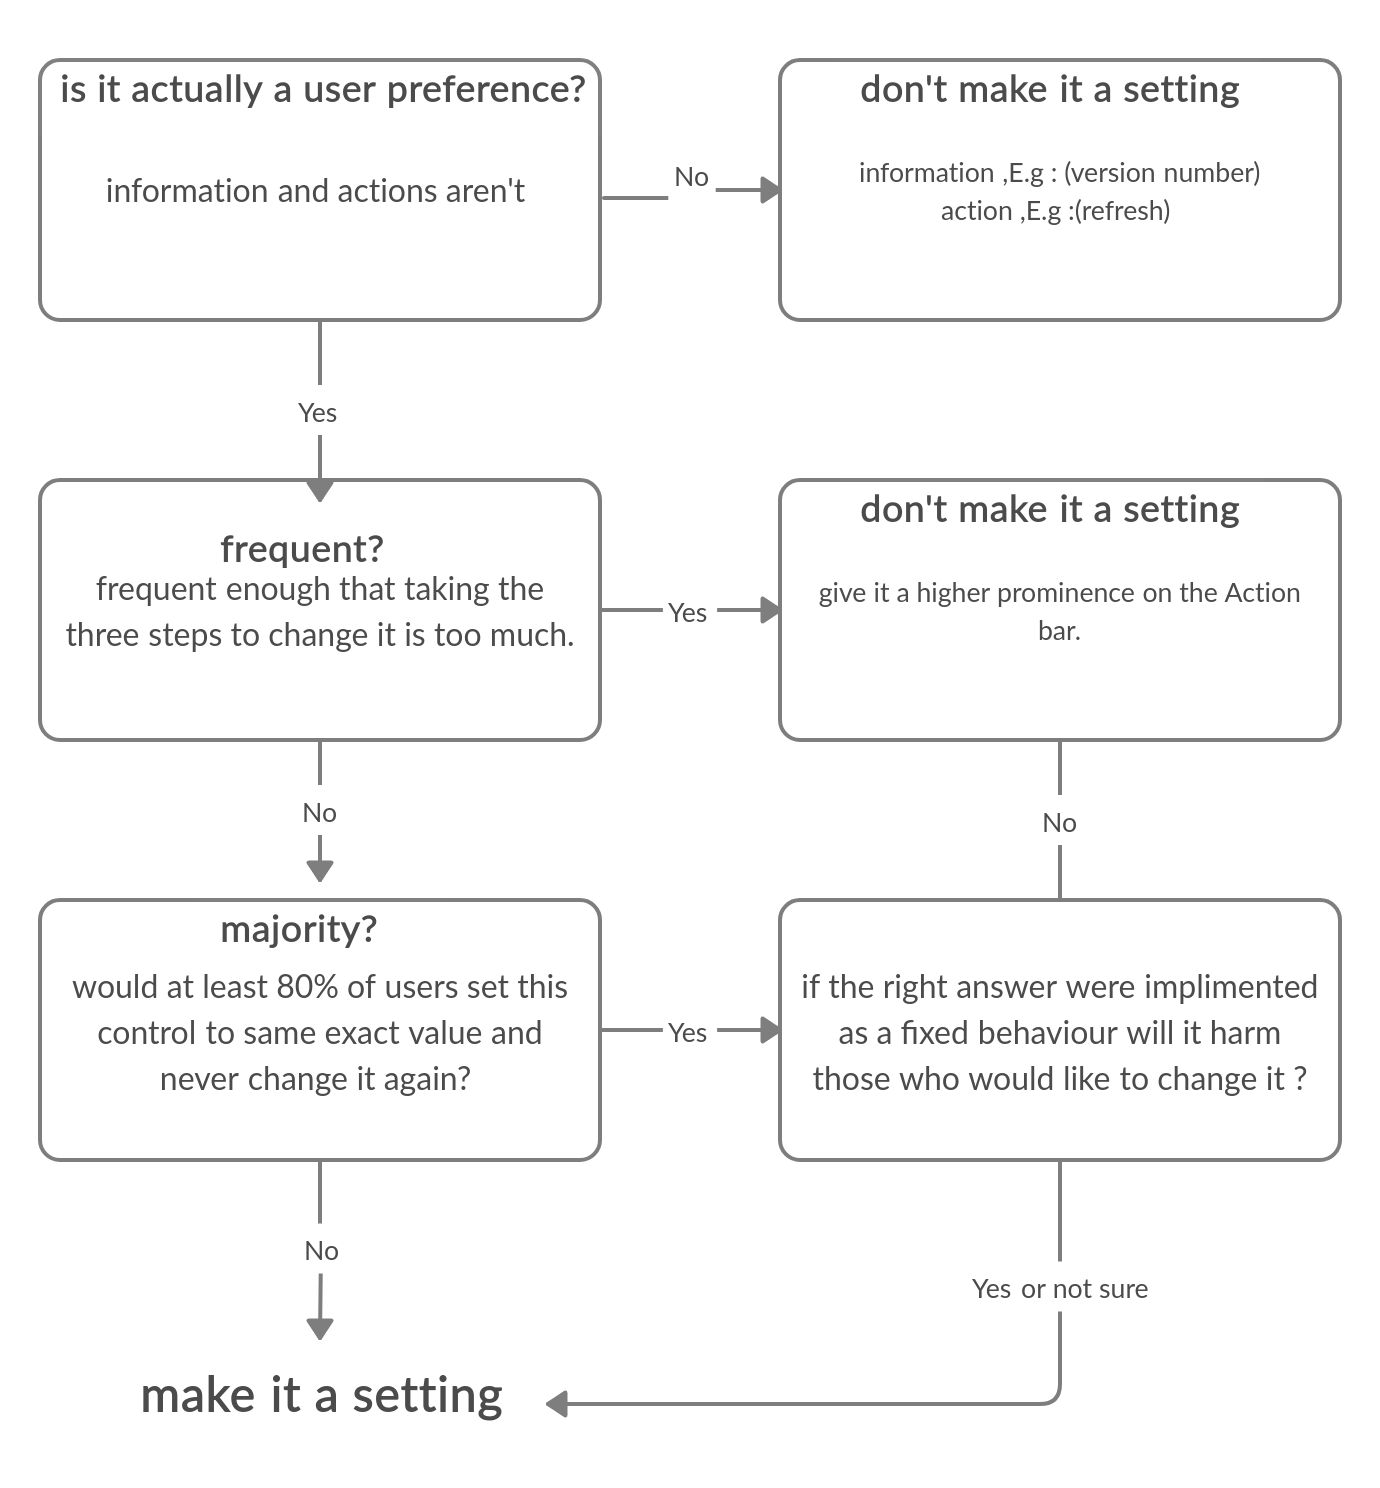 is it actually a user preference?
information and actions aren't
No
don't make it a setting
information ,E.g : (version number)
action ,E.g :(refresh)
Yes
frequent?
frequent enough that taking the
three steps to change it is too much.
Yes
don't make it a setting
give it a higher prominence on the Action
bar.
No
No
majority?
would at least 80% of users set this
control to same exact value and
never change it again?
Yes
if the right answer were implimented
as a fixed behaviour will it harm
those who would like to change it ?
No
Yes or not sure
make it a setting